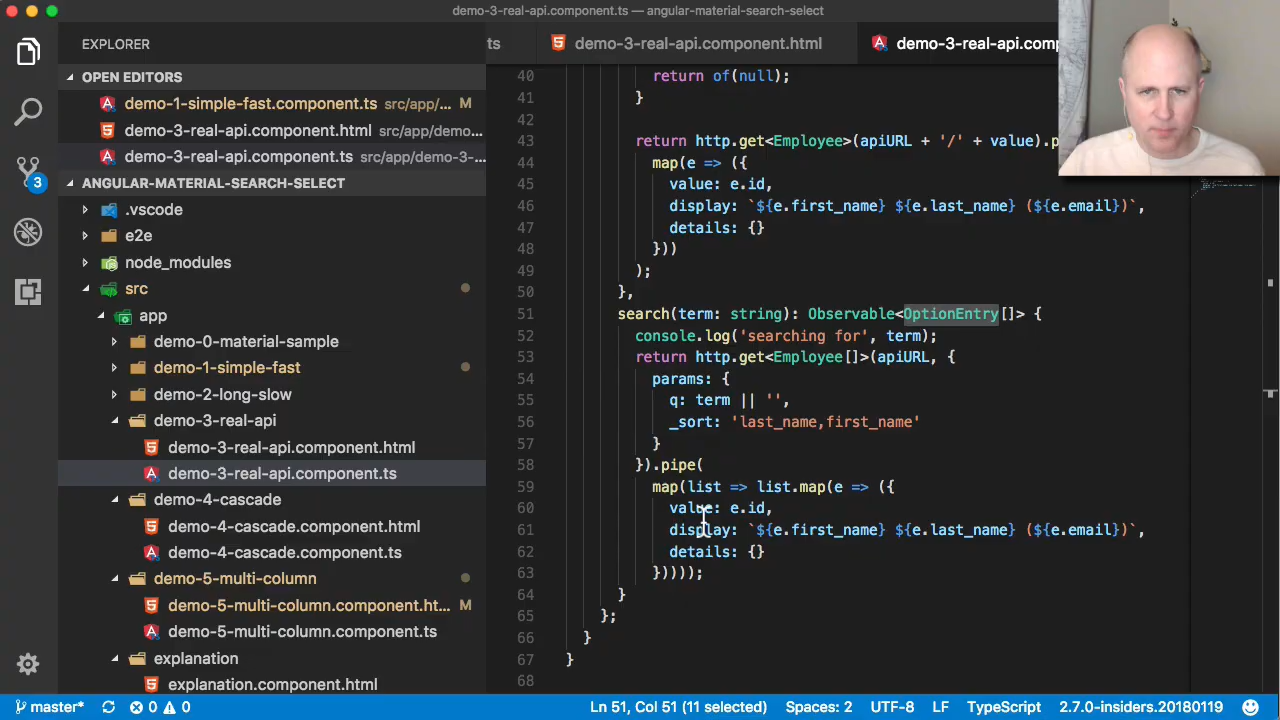 demo-3-real-api.component.ts — angular-material-search-select
EXPLORER
ts
demo-3-real-api.component.html
demo-3-real-api.comp
OPEN EDITORS
demo-1-simple-fast.component.ts src/app/... M
demo-3-real-api.component.html src/app/demo...
demo-3-real-api.component.ts src/app/demo-3-...
ANGULAR-MATERIAL-SEARCH-SELECT
.vscode
e2e
node_modules
src
app
demo-0-material-sample
demo-1-simple-fast
demo-2-long-slow
demo-3-real-api
demo-3-real-api.component.html
demo-3-real-api.component.ts
demo-4-cascade
demo-4-cascade.component.html
demo-4-cascade.component.ts
demo-5-multi-column
demo-5-multi-column.component.ht... M
demo-5-multi-column.component.ts
explanation
explanation.component.html
3
40 return of(null);
41 }
42
43 return http.get<Employee>(apiURL + '/' + value).p
44 map(e => ({
45 value: e.id,
46 display: `${e.first_name} ${e.last_name} (${e.email})`,
47 details: {}
48 }))
49 );
50 },
51 search(term: string): Observable<OptionEntry[]> {
52 console.log('searching for', term);
53 return http.get<Employee[]>(apiURL, {
54 params: {
55 q: term || '',
56 _sort: 'last_name,first_name'
57 }
58 }).pipe(
59 map(list => list.map(e => ({
60 value: e.id,
61 display: `${e.first_name} ${e.last_name} (${e.email})`,
62 details: {}
63 }))));
64 }
65 };
66 }
67 }
68
master* 0 0 Ln 51, Col 51 (11 selected) Spaces: 2 UTF-8 LF TypeScript 2.7.0-insiders.20180119